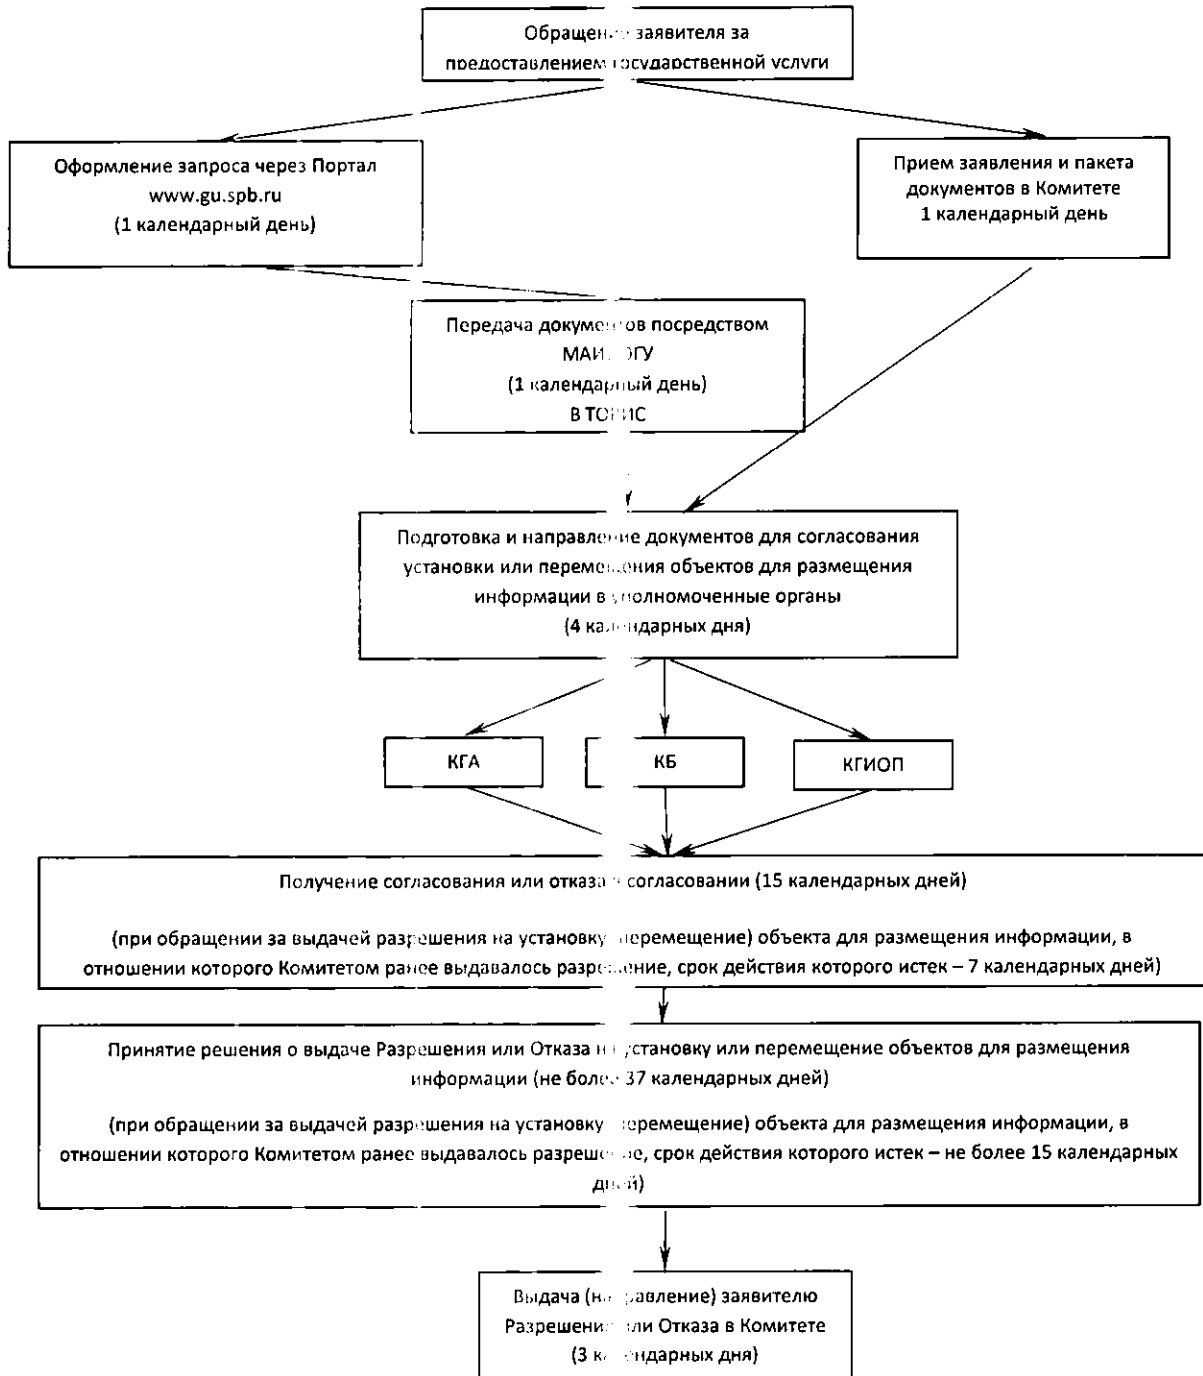 Обращение заявителя за
предоставлением государственной услуги
Оформление запроса через Портал
www.gu.spb.ru
(1 календарный день)
Прием заявления и пакета
документов в Комитете
1 календарный день
Передача документов посредством
(1 календарный день)
В
Подготовка и направление документов для согласования
установки или перемещения объектов для размещения
информации в уполномоченные органы
(4 календарных дня)
КГА
КБ
КГИОП
Получение согласования или отказа в согласовании (15 календарных дней)
(при обращении за выдачей разрешения на установку (перемещение) объекта для размещения информации, в
отношении которого Комитетом ранее выдавалось разрешение, срок действия которого истек – 7 календарных дней)
Принятие решения о выдаче Разрешения или Отказа на установку или перемещение объектов для размещения
информации (не более 37 календарных дней)
(при обращении за выдачей разрешения на установку (перемещение) объекта для размещения информации, в
отношении которого Комитетом ранее выдавалось разрешение, срок действия которого истек – не более 15 календарных
дней)
Выдача (направление) заявителю
Разрешения или Отказа в Комитете
(3 календарных дня)